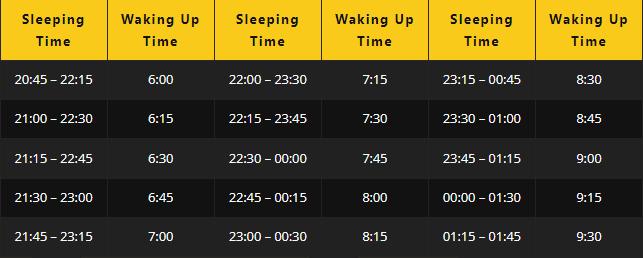 Sleeping Time Waking Up Time Sleeping Time Waking Up Time Sleeping Time Waking Up Time
20:45 – 22:15 6:00 22:00 – 23:30 7:15 23:15 – 00:45 8:30
21:00 – 22:30 6:15 22:15 – 23:45 7:30 23:30 – 01:00 8:45
21:15 – 22:45 6:30 22:30 – 00:00 7:45 23:45 – 01:15 9:00
21:30 – 23:00 6:45 22:45 – 00:15 8:00 00:00 – 01:30 9:15
21:45 – 23:15 7:00 23:00 – 00:30 8:15 01:15 – 01:45 9:30